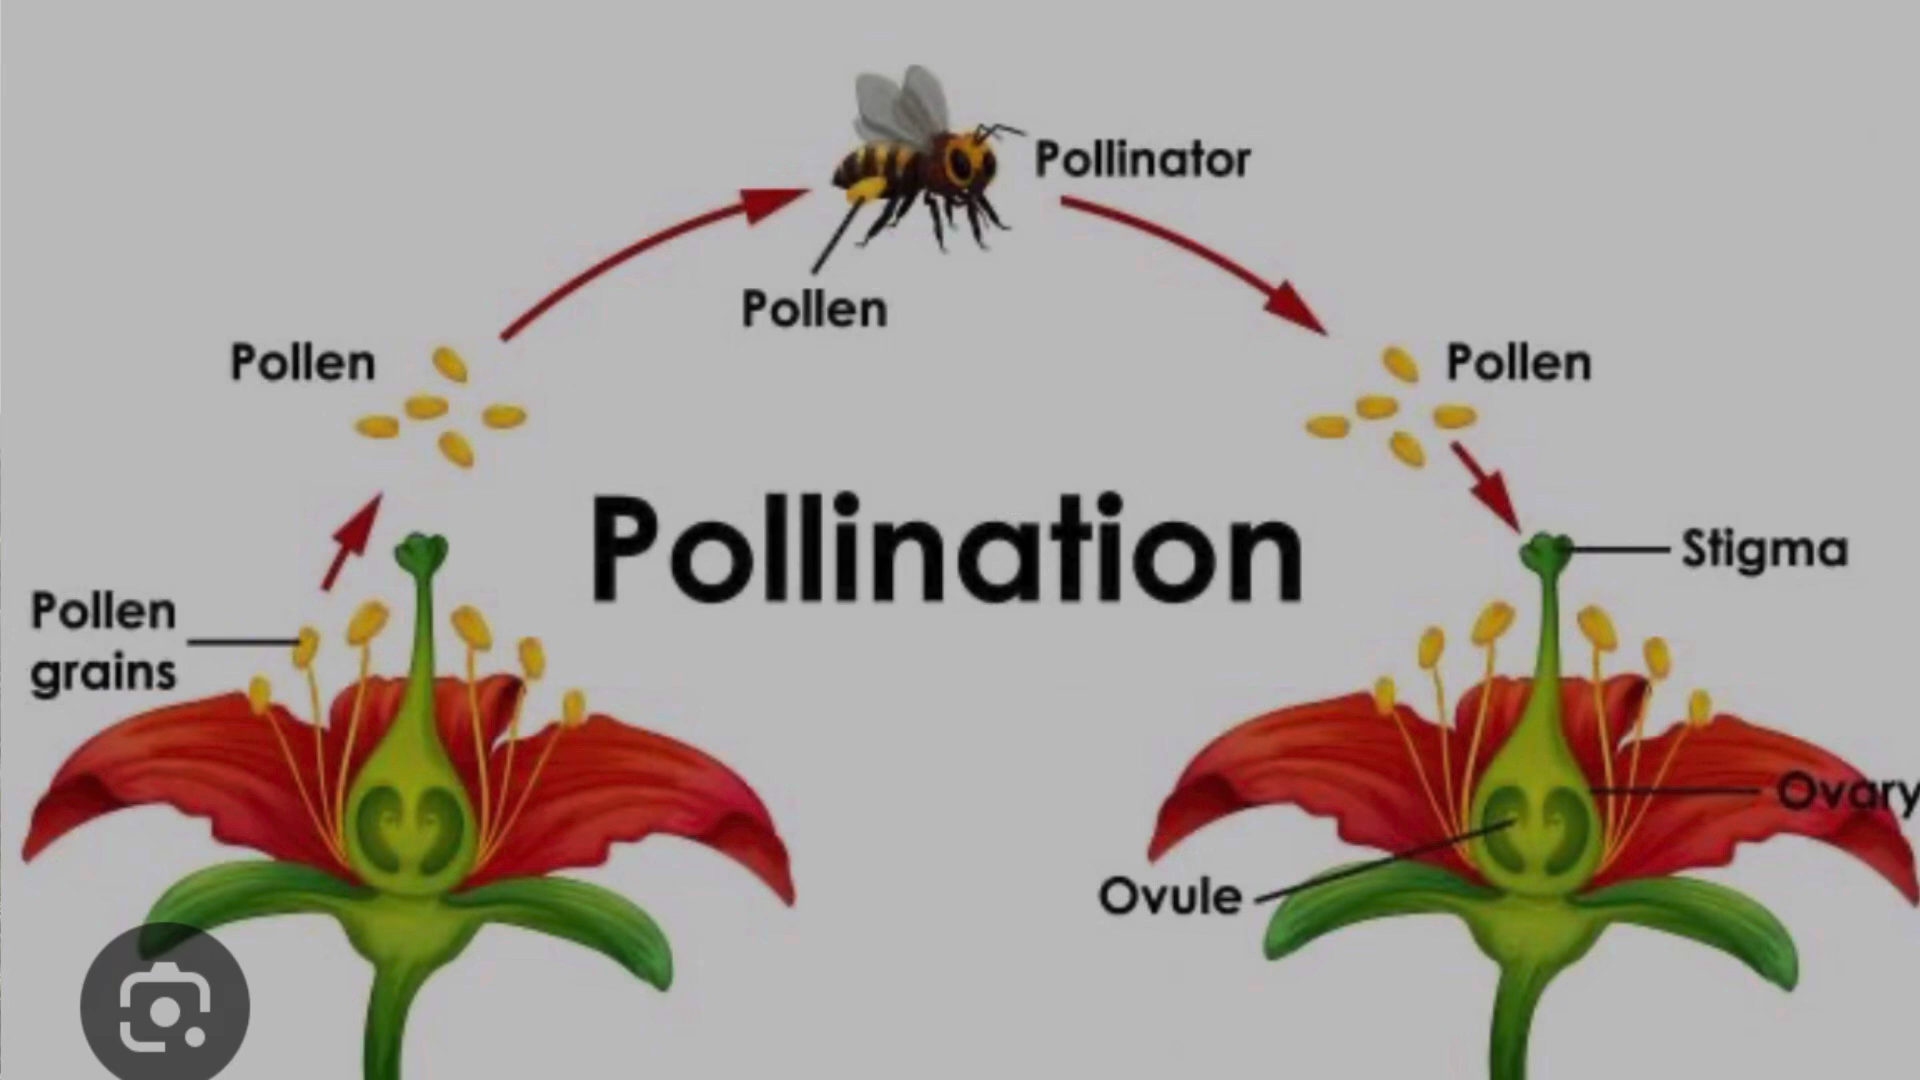 Pollinator
Pollen
Pollen
Pollen
Pollination
Stigma
Pollen
grains
Ovary
Ovule